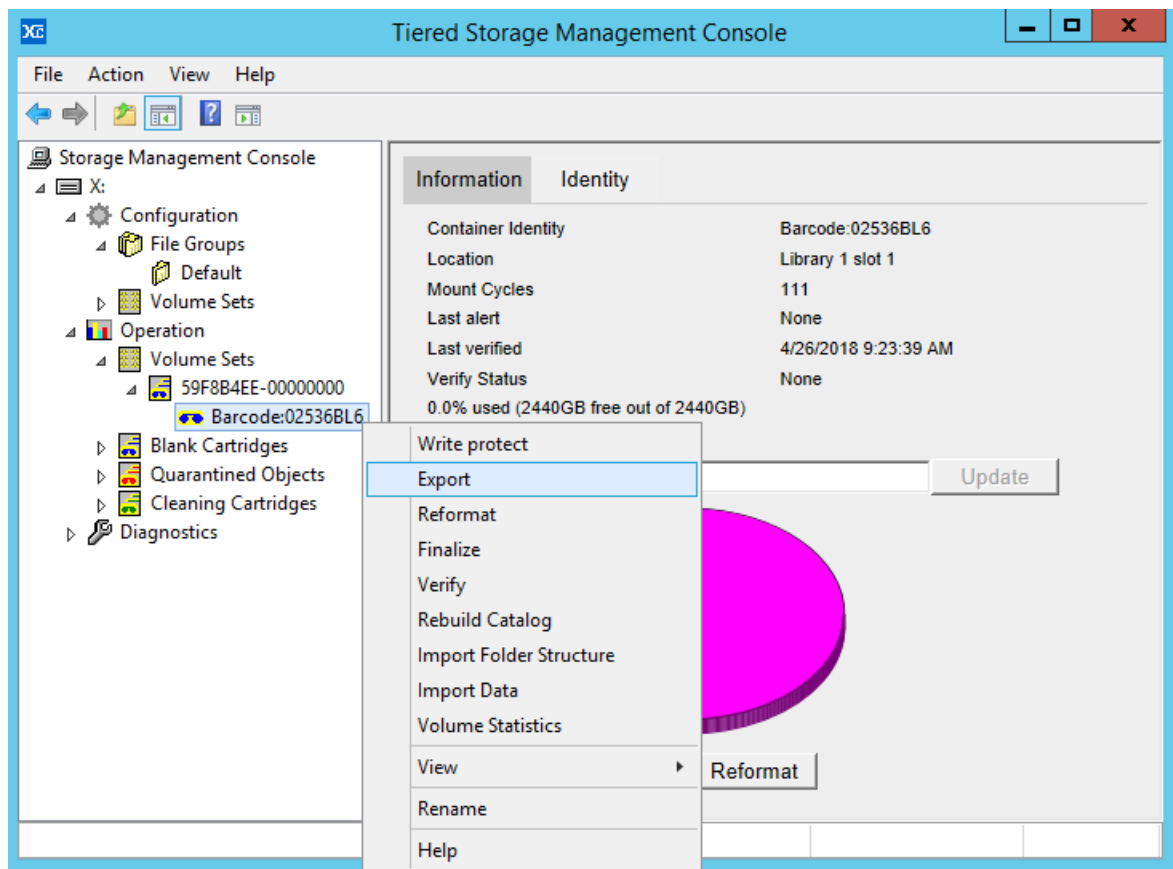 XC Tiered Storage Management Console
File Action View Help
Storage Management Console
X:
Configuration
File Groups
Default
Volume Sets
Operation
Volume Sets
59F8B4EE-00000000
Barcode:02536BL6
Blank Cartridges
Quarantined Objects
Cleaning Cartridges
Diagnostics
Information Identity
Container Identity Barcode:02536BL6
Location Library 1 slot 1
Mount Cycles 111
Last alert None
Last verified 4/26/2018 9:23:39 AM
Verify Status None
0.0% used (2440GB free out of 2440GB)
Update
Reformat
Write protect
Export
Reformat
Finalize
Verify
Rebuild Catalog
Import Folder Structure
Import Data
Volume Statistics
View
Rename
Help